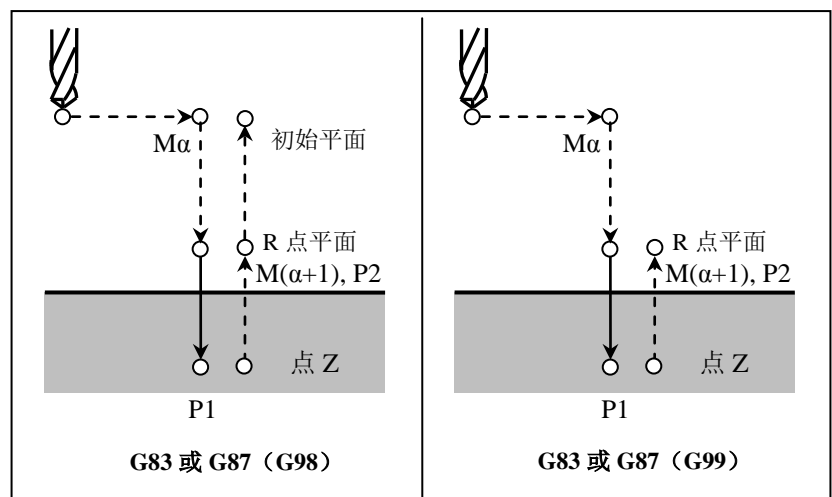 Mα
初始平面
R 点平面
M(α+1), P2
点 Z
P1
G83 或 G87（G98）
Mα
R 点平面
M(α+1), P2
点 Z
P1
G83 或 G87（G99）